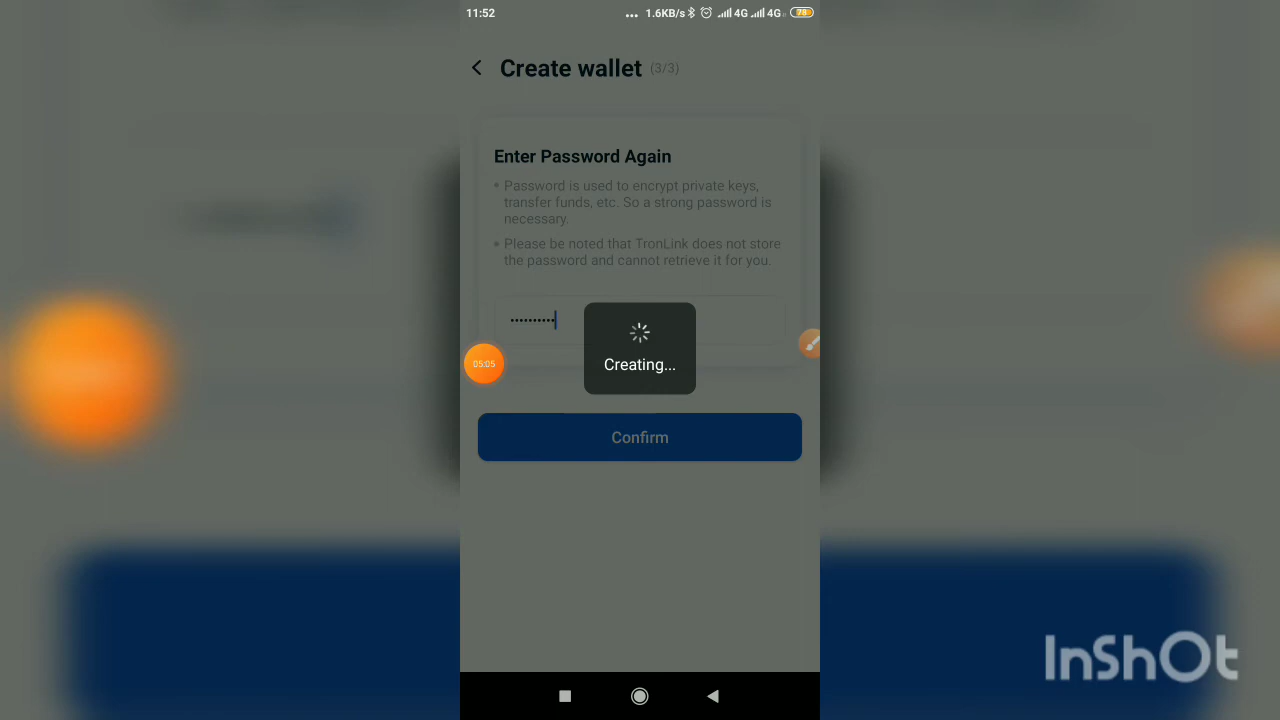 11:52
... 1.6KB/s 4G 4G 78
Create wallet (3/3)
Enter Password Again
• Password is used to encrypt private keys,
transfer funds, etc. So a strong password is
necessary.
• Please be noted that TronLink does not store
the password and cannot retrieve it for you.
••••••••••
05:05
Creating...
Confirm
InShOt